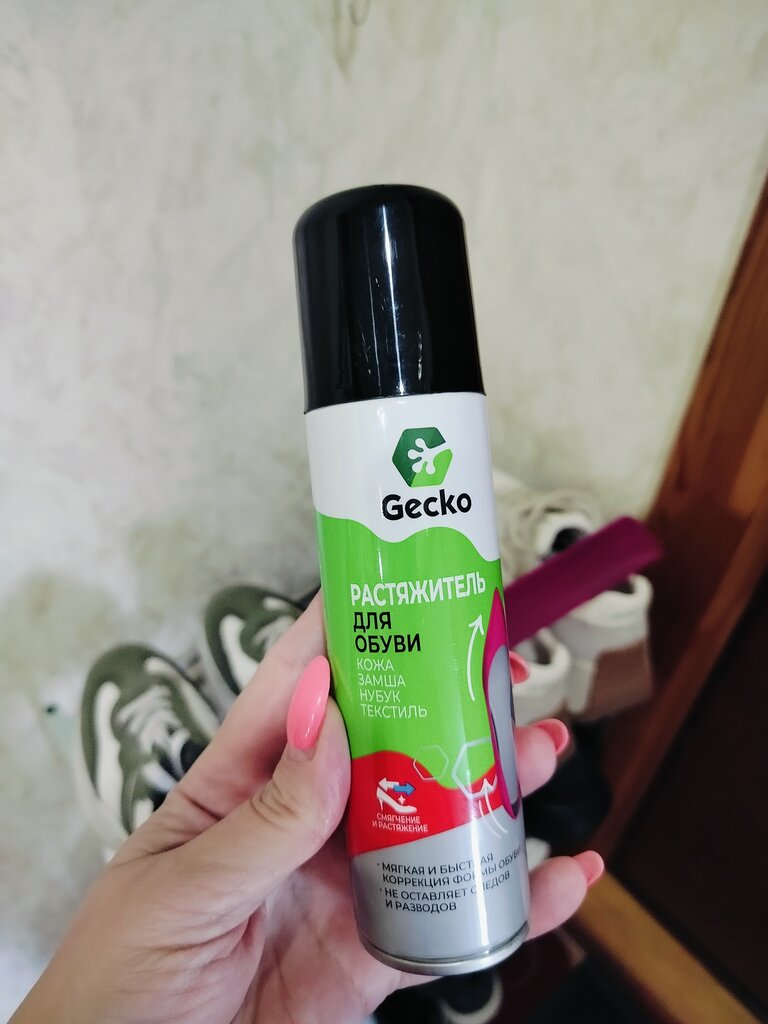 Gecko
РАСТЯЖИТЕЛЬ
ДЛЯ
ОБУВИ
КОЖА
ЗАМША
НУБУК
ТЕКСТИЛЬ
СМЯГЧЕНИЕ
И РАСТЯЖЕНИЕ
• МЯГКАЯ И БЫСТРАЯ
КОРРЕКЦИЯ ФОРМЫ ОБУВИ
• НЕ ОСТАВЛЯЕТ СЛЕДОВ
И РАЗВОДОВ